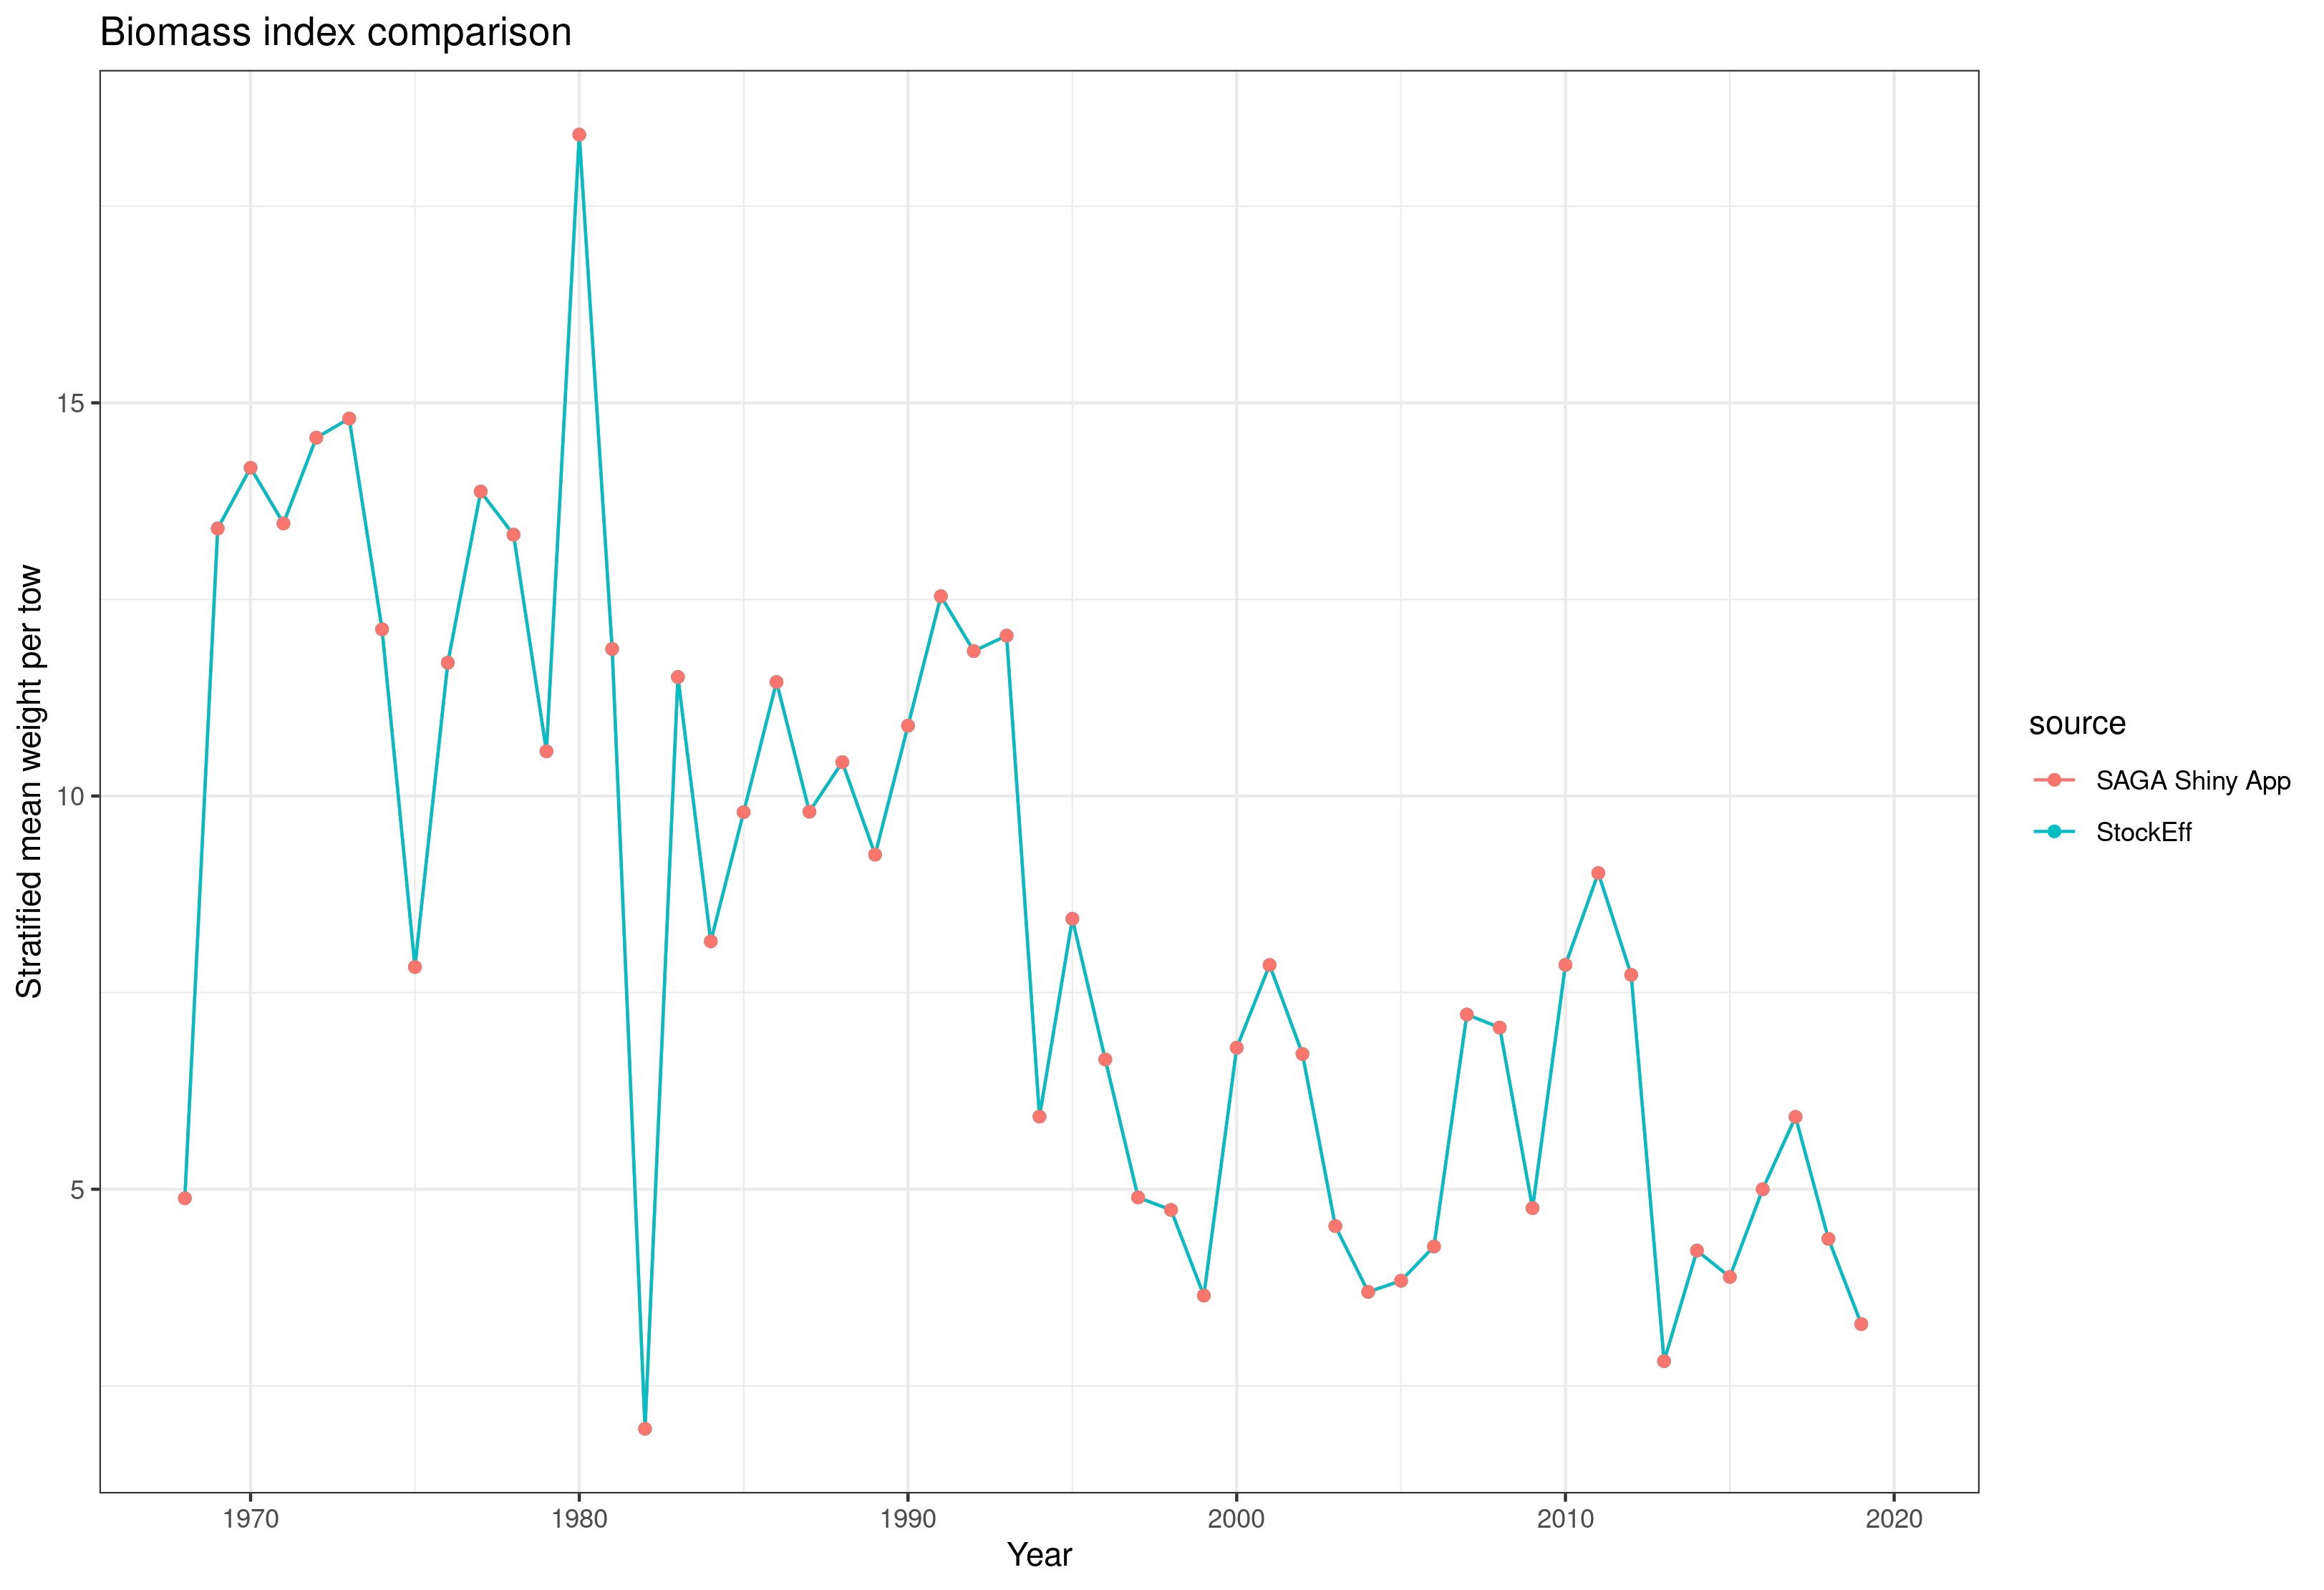 Biomass index comparison
Stratified mean weight per tow
15
10
5
1970
1980
1990
2000
2010
2020
Year
source
SAGA Shiny App
StockEff